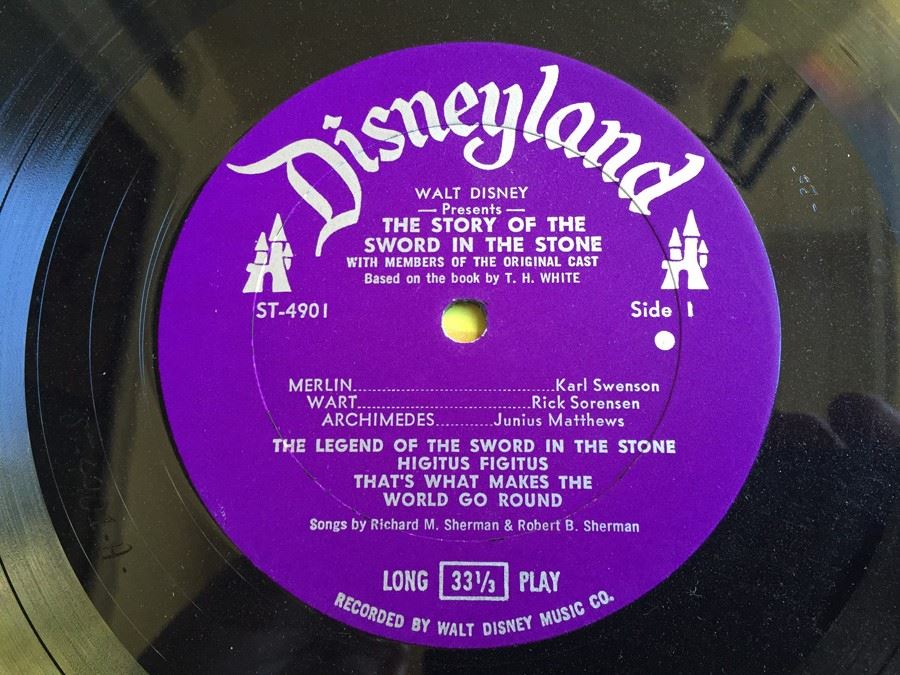 Disneyland
WALT DISNEY
— Presents —
THE STORY OF THE
SWORD IN THE STONE
WITH MEMBERS OF THE ORIGINAL CAST
Based on the book by T. H. WHITE
ST-4901
Side 1
MERLIN..........................................Karl Swenson
WART...................................Rick Sorensen
ARCHIMEDES............Junius Matthews
THE LEGEND OF THE SWORD IN THE STONE
HIGITUS FIGITUS
THAT'S WHAT MAKES THE
WORLD GO ROUND
Songs by Richard M. Sherman & Robert B. Sherman
LONG 33⅓ PLAY
RECORDED BY WALT DISNEY MUSIC CO.